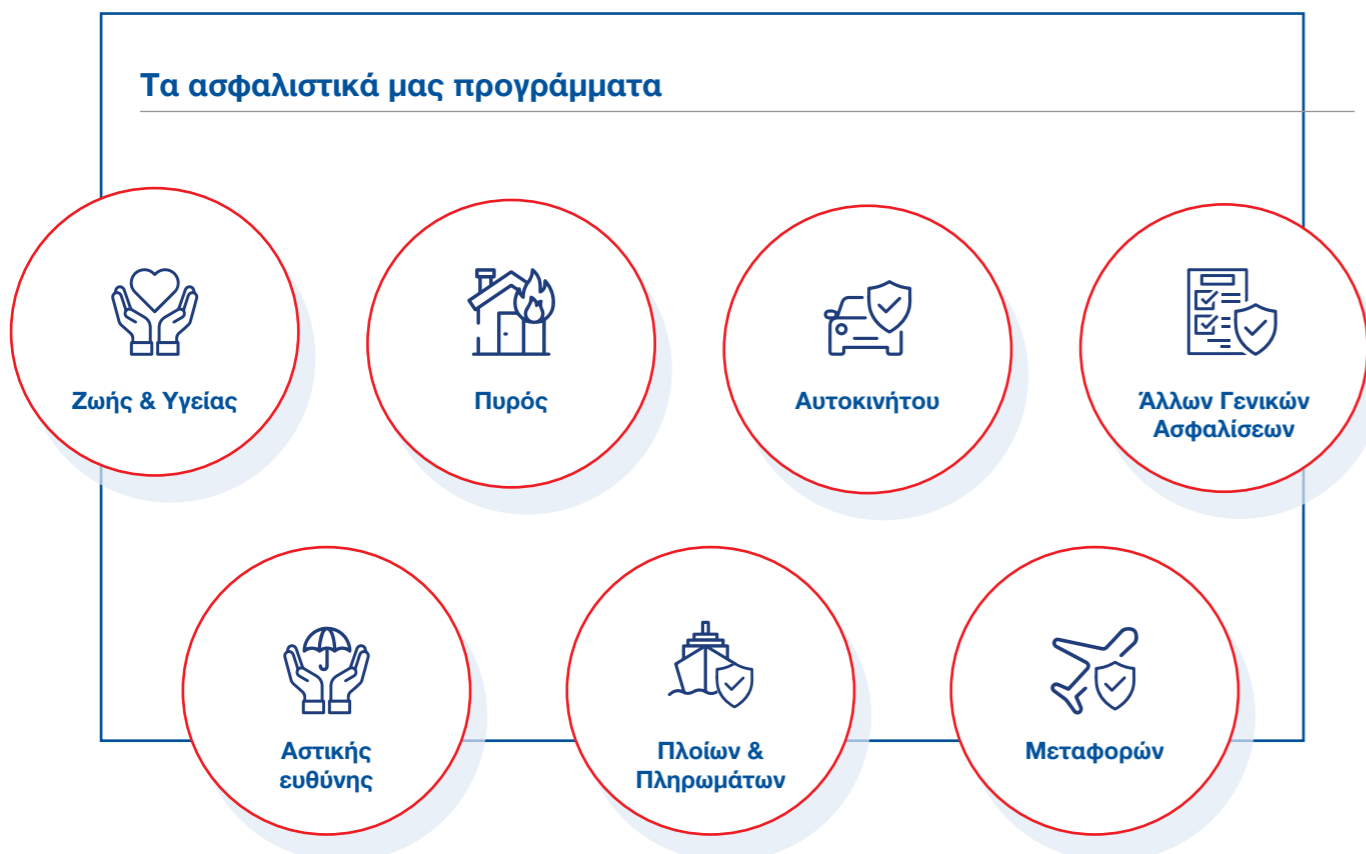 Τα ασφαλιστικά μας προγράμματα
Ζωής & Υγείας
Πυρός
Αυτοκινήτου
Άλλων Γενικών
Ασφαλίσεων
Αστικής
ευθύνης
Πλοίων &
Πληρωμάτων
Μεταφορών